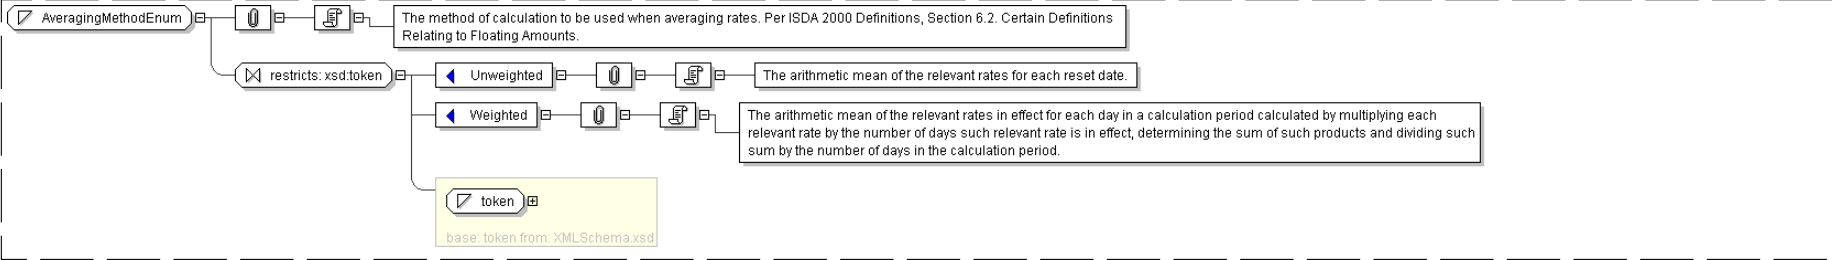 AveragingMethodEnum
The method of calculation to be used when averaging rates. Per ISDA 2000 Definitions, Section 6.2. Certain Definitions
Relating to Floating Amounts.
restricts: xsd:token
Unweighted
The arithmetic mean of the relevant rates for each reset date.
Weighted
The arithmetic mean of the relevant rates in effect for each day in a calculation period calculated by multiplying each
relevant rate by the number of days such relevant rate is in effect, determining the sum of such products and dividing such
sum by the number of days in the calculation period.
token
base: token from: XMLSchema.xsd